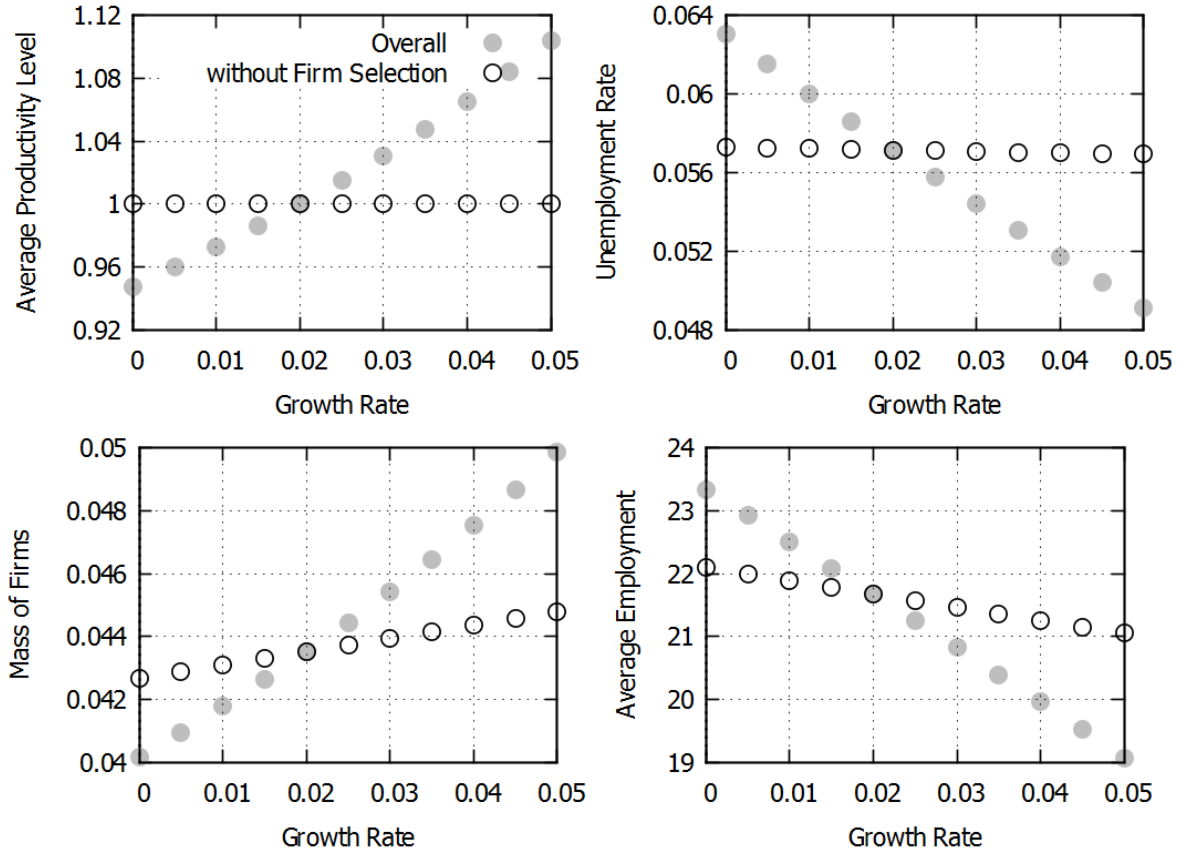 1.12
1.08
1.04
1
0.96
0.92
Average Productivity Level
Overall
without Firm Selection
0 0.01 0.02 0.03 0.04 0.05
Growth Rate
0.064
0.06
0.056
0.052
0.048
Unemployment Rate
0 0.01 0.02 0.03 0.04 0.05
Growth Rate
0.05
0.048
0.046
0.044
0.042
0.04
Mass of Firms
0 0.01 0.02 0.03 0.04 0.05
Growth Rate
24
23
22
21
20
19
Average Employment
0 0.01 0.02 0.03 0.04 0.05
Growth Rate